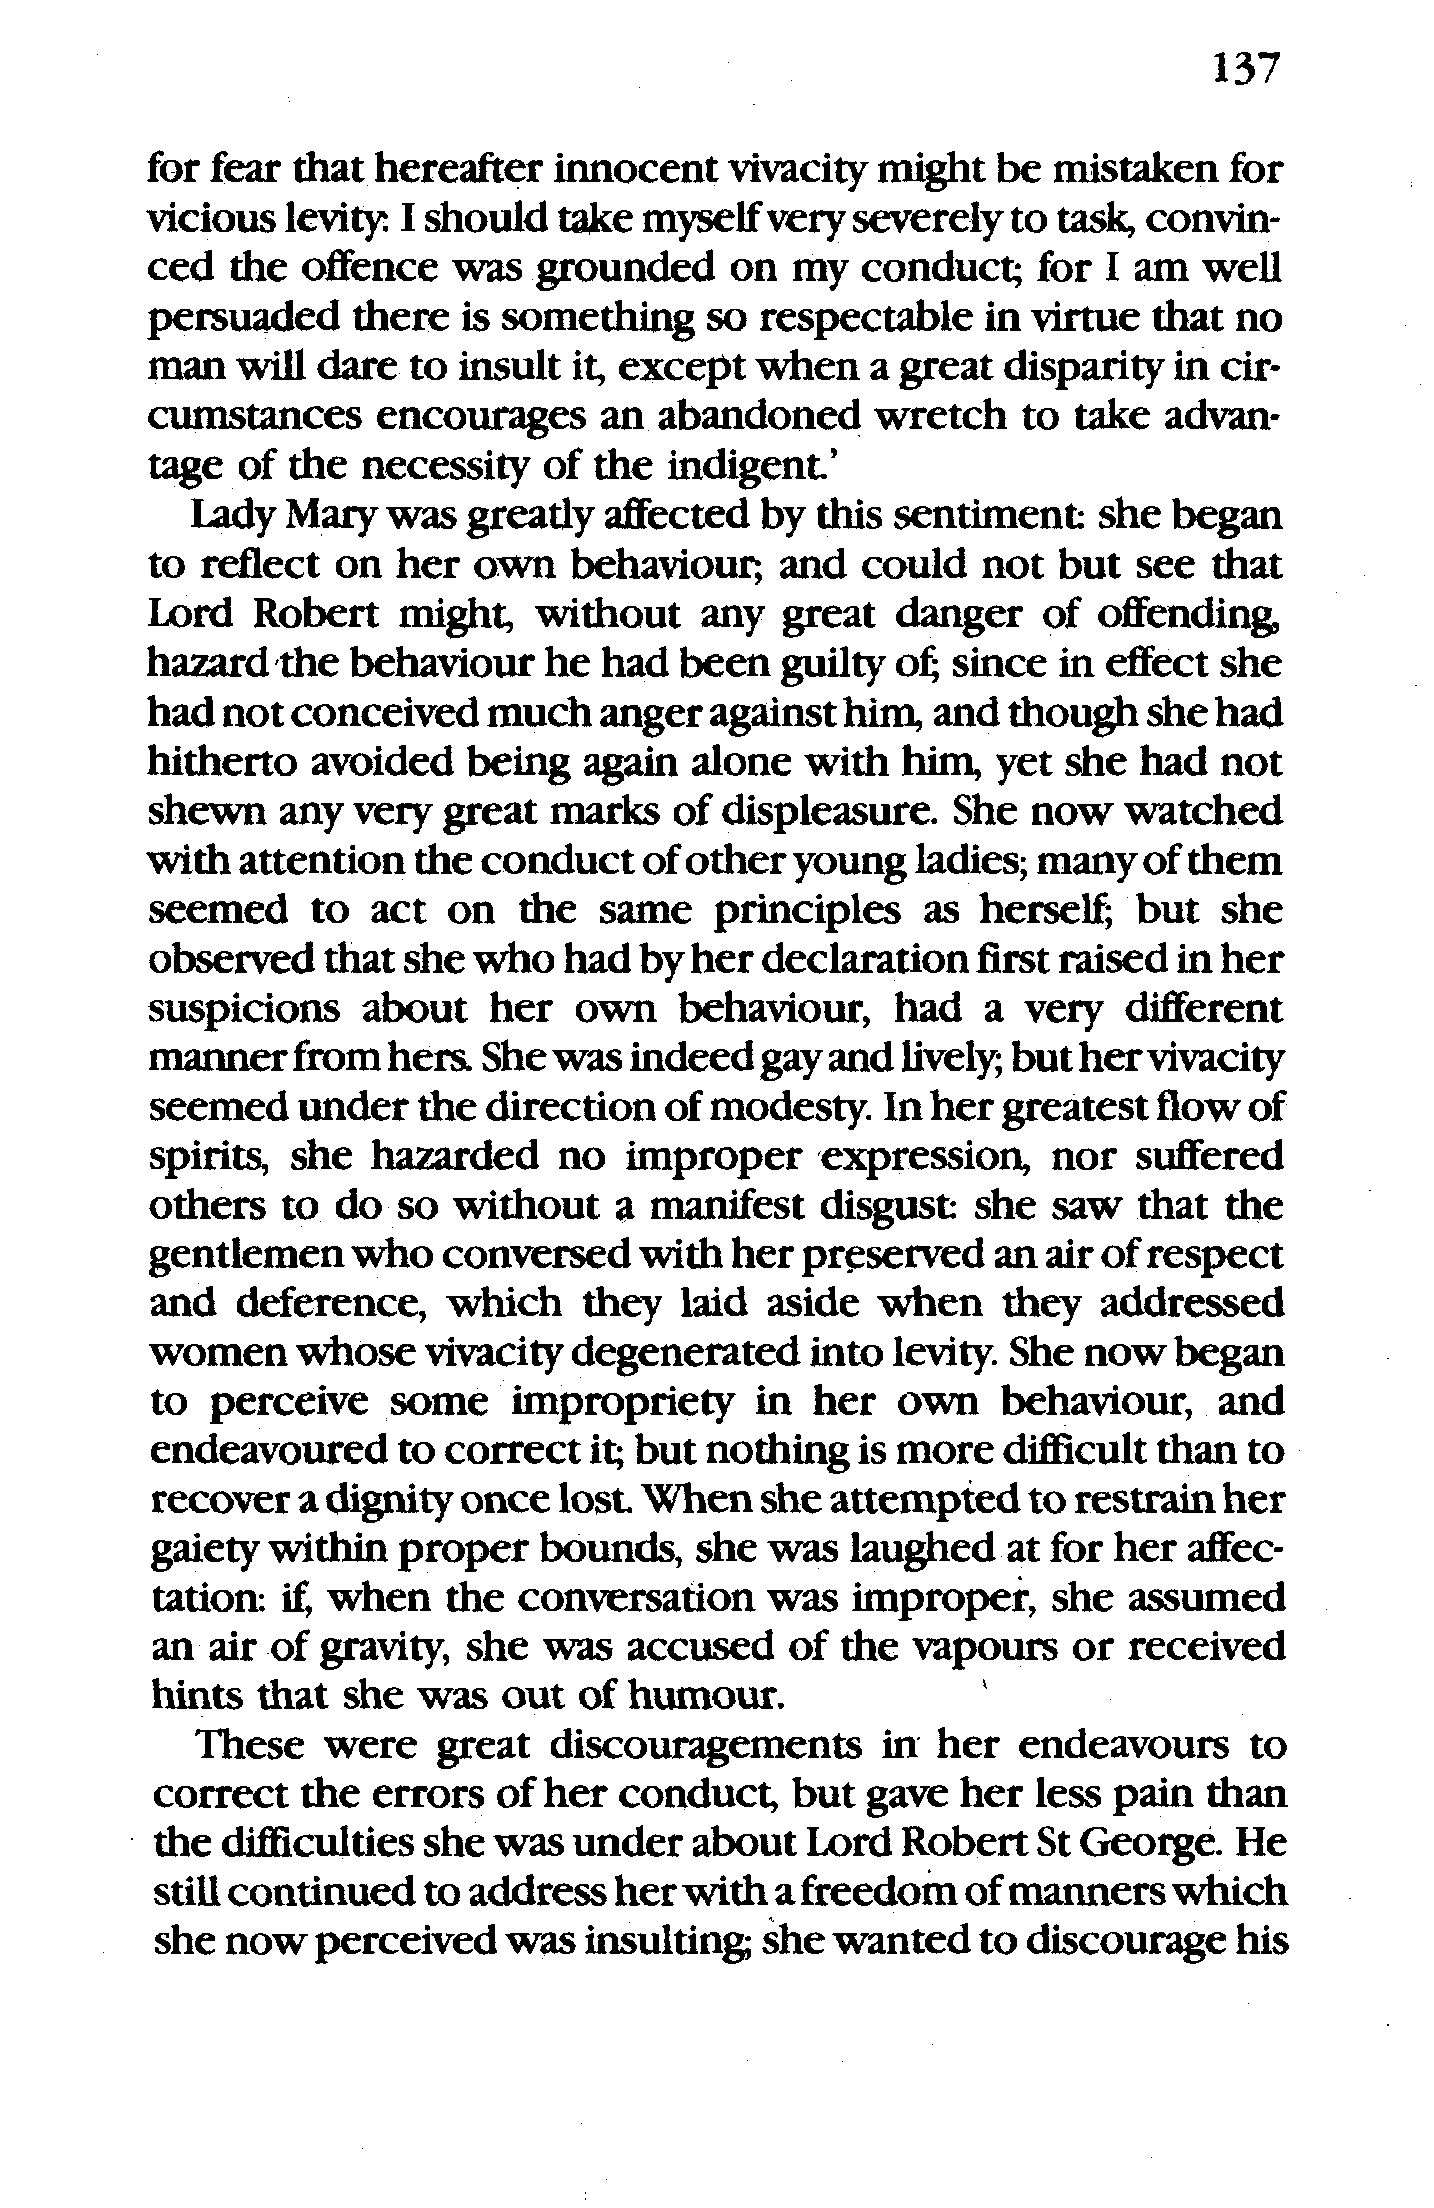 137
for fear that hereafter innocent vivacity might be mistaken for
vicious levity: I should take myself very severely to task, convin-
ced the offence was grounded on my conduct; for I am well
persuaded there is something so respectable in virtue that no
man will dare to insult it, except when a great disparity in cir-
cumstances encourages an abandoned wretch to take advan-
tage of the necessity of the indigent.'
Lady Mary was greatly affected by this sentiment: she began
to reflect on her own behaviour; and could not but see that
Lord Robert might, without any great danger of offending,
hazard the behaviour he had been guilty of; since in effect she
had not conceived much anger against him, and though she had
hitherto avoided being again alone with him, yet she had not
shewn any very great marks of displeasure. She now watched
with attention the conduct of other young ladies; many of them
seemed to act on the same principles as herself; but she
observed that she who had by her declaration first raised in her
suspicions about her own behaviour, had a very different
manner from hers. She was indeed gay and lively; but her vivacity
seemed under the direction of modesty. In her greatest flow of
spirits, she hazarded no improper expression, nor suffered
others to do so without a manifest disgust: she saw that the
gentlemen who conversed with her preserved an air of respect
and deference, which they laid aside when they addressed
women whose vivacity degenerated into levity. She now began
to perceive some impropriety in her own behaviour, and
endeavoured to correct it; but nothing is more difficult than to
recover a dignity once lost. When she attempted to restrain her
gaiety within proper bounds, she was laughed at for her affec-
tation: if, when the conversation was improper, she assumed
an air of gravity, she was accused of the vapours or received
hints that she was out of humour.
These were great discouragements in her endeavours to
correct the errors of her conduct, but gave her less pain than
the difficulties she was under about Lord Robert St George. He
still continued to address her with a freedom of manners which
she now perceived was insulting; she wanted to discourage his